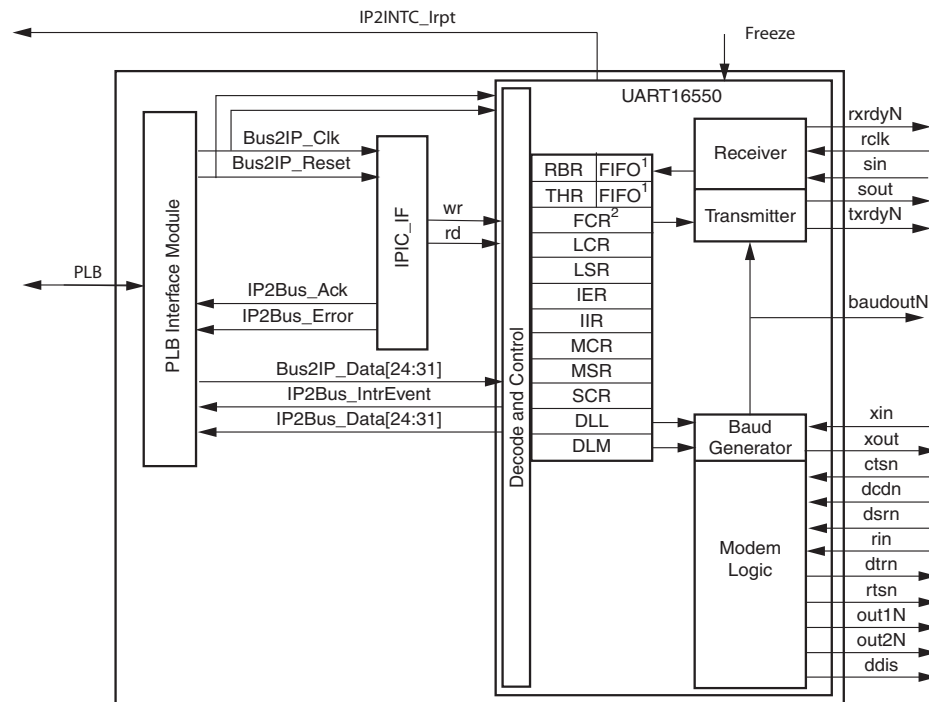 IP2INTC_Irpt
Freeze
UART16550
PLB Interface Module
Bus2IP_Clk
Bus2IP_Reset
IPIC_IF
wr
rd
IP2Bus_Ack
IP2Bus_Error
PLB
Bus2IP_Data[24:31]
IP2Bus_IntrEvent
IP2Bus_Data[24:31]
Decode and Control
RBR FIFO1
THR FIFO1
FCR2
LCR
LSR
IER
IIR
MCR
MSR
SCR
DLL
DLM
Receiver
Transmitter
Baud
Generator
Modem
Logic
rxrdyN
rclk
sin
sout
txrdyN
baudoutN
xin
xout
ctsn
dcdn
dsrn
rin
dtrn
rtsn
out1N
out2N
ddis